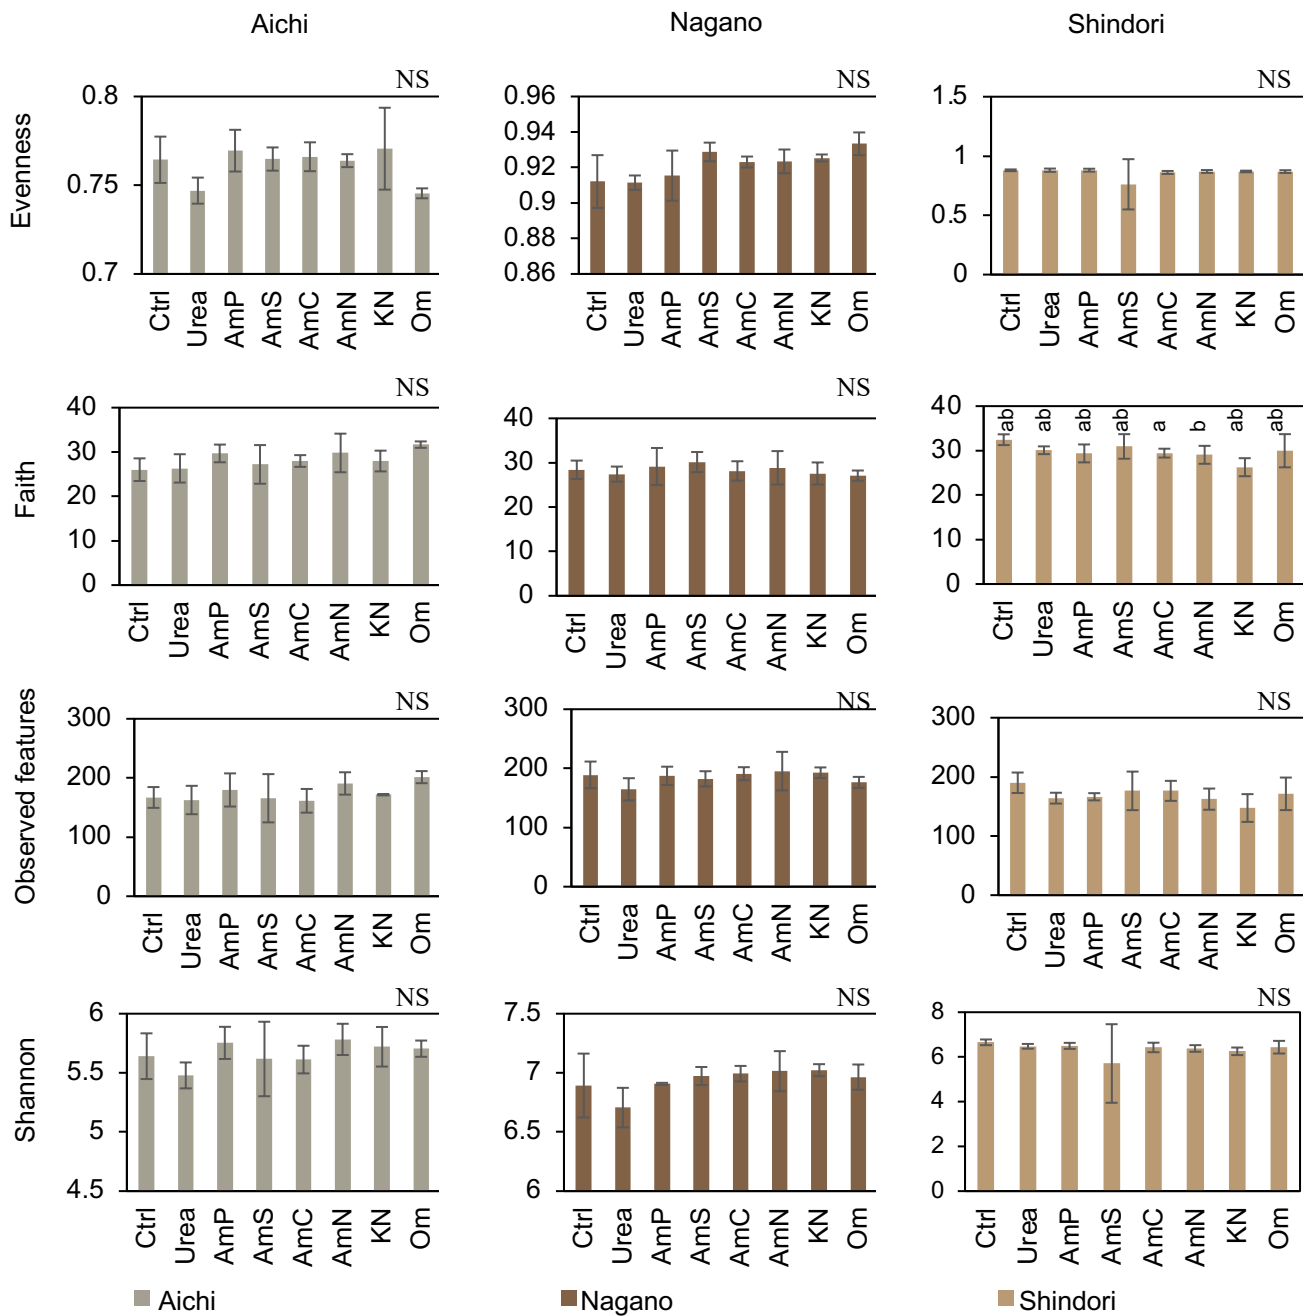 Aichi Nagano Shindori
Evenness
NS NS NS
0.8
0.75
0.7
0.96
0.94
0.92
0.9
0.88
0.86
1.5
1
0.5
0
Ctrl Urea AmP AmS AmC AmN KN Om
Ctrl Urea AmP AmS AmC AmN KN Om
Ctrl Urea AmP AmS AmC AmN KN Om
Faith
NS NS
40
30
20
10
0
40
30
20
10
0
40
30
20
10
0
ab ab ab ab a b ab ab
Ctrl Urea AmP AmS AmC AmN KN Om
Ctrl Urea AmP AmS AmC AmN KN Om
Ctrl Urea AmP AmS AmC AmN KN Om
Observed features
NS NS NS
300
200
100
0
300
200
100
0
300
200
100
0
Ctrl Urea AmP AmS AmC AmN KN Om
Ctrl Urea AmP AmS AmC AmN KN Om
Ctrl Urea AmP AmS AmC AmN KN Om
Shannon
NS NS NS
6
5.5
5
4.5
7.5
7
6.5
6
8
6
4
2
0
Ctrl Urea AmP AmS AmC AmN KN Om
Ctrl Urea AmP AmS AmC AmN KN Om
Ctrl Urea AmP AmS AmC AmN KN Om
Aichi Nagano Shindori